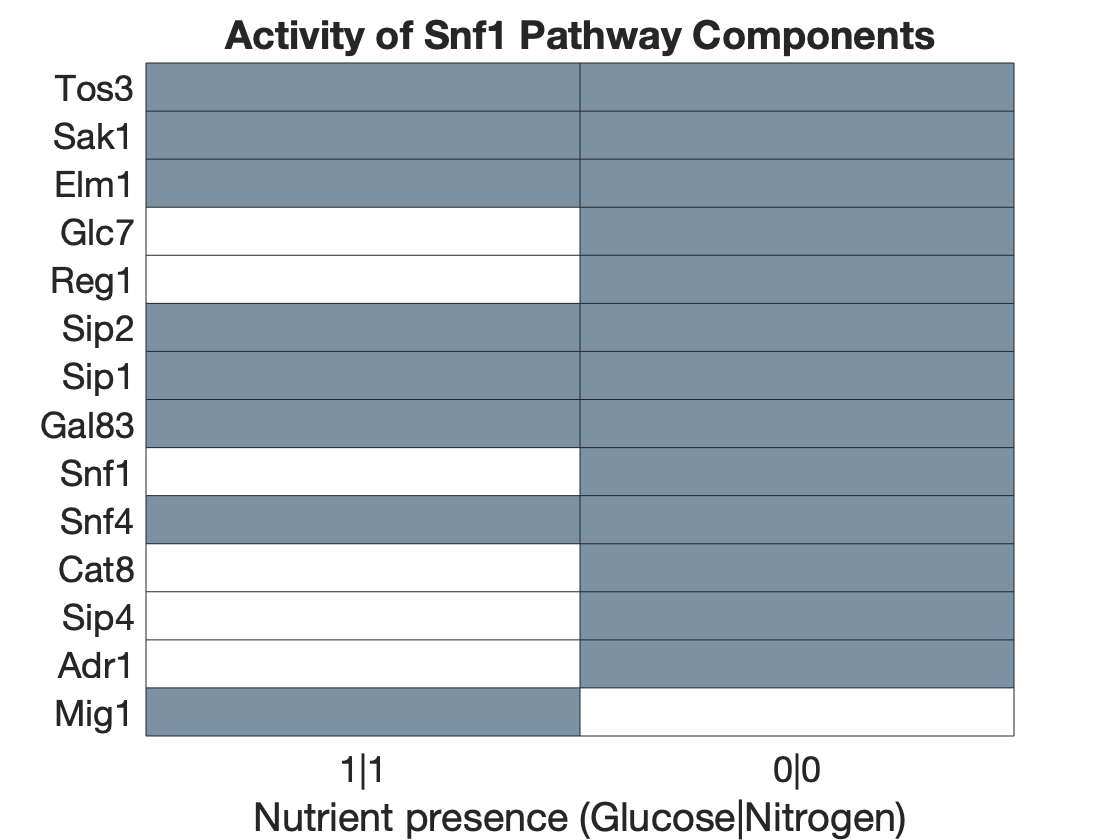 Activity of Snf1 Pathway Components
Tos3
Sak1
Elm1
Glc7
Reg1
Sip2
Sip1
Gal83
Snf1
Snf4
Cat8
Sip4
Adr1
Mig1
1|1
0|0
Nutrient presence (Glucose|Nitrogen)